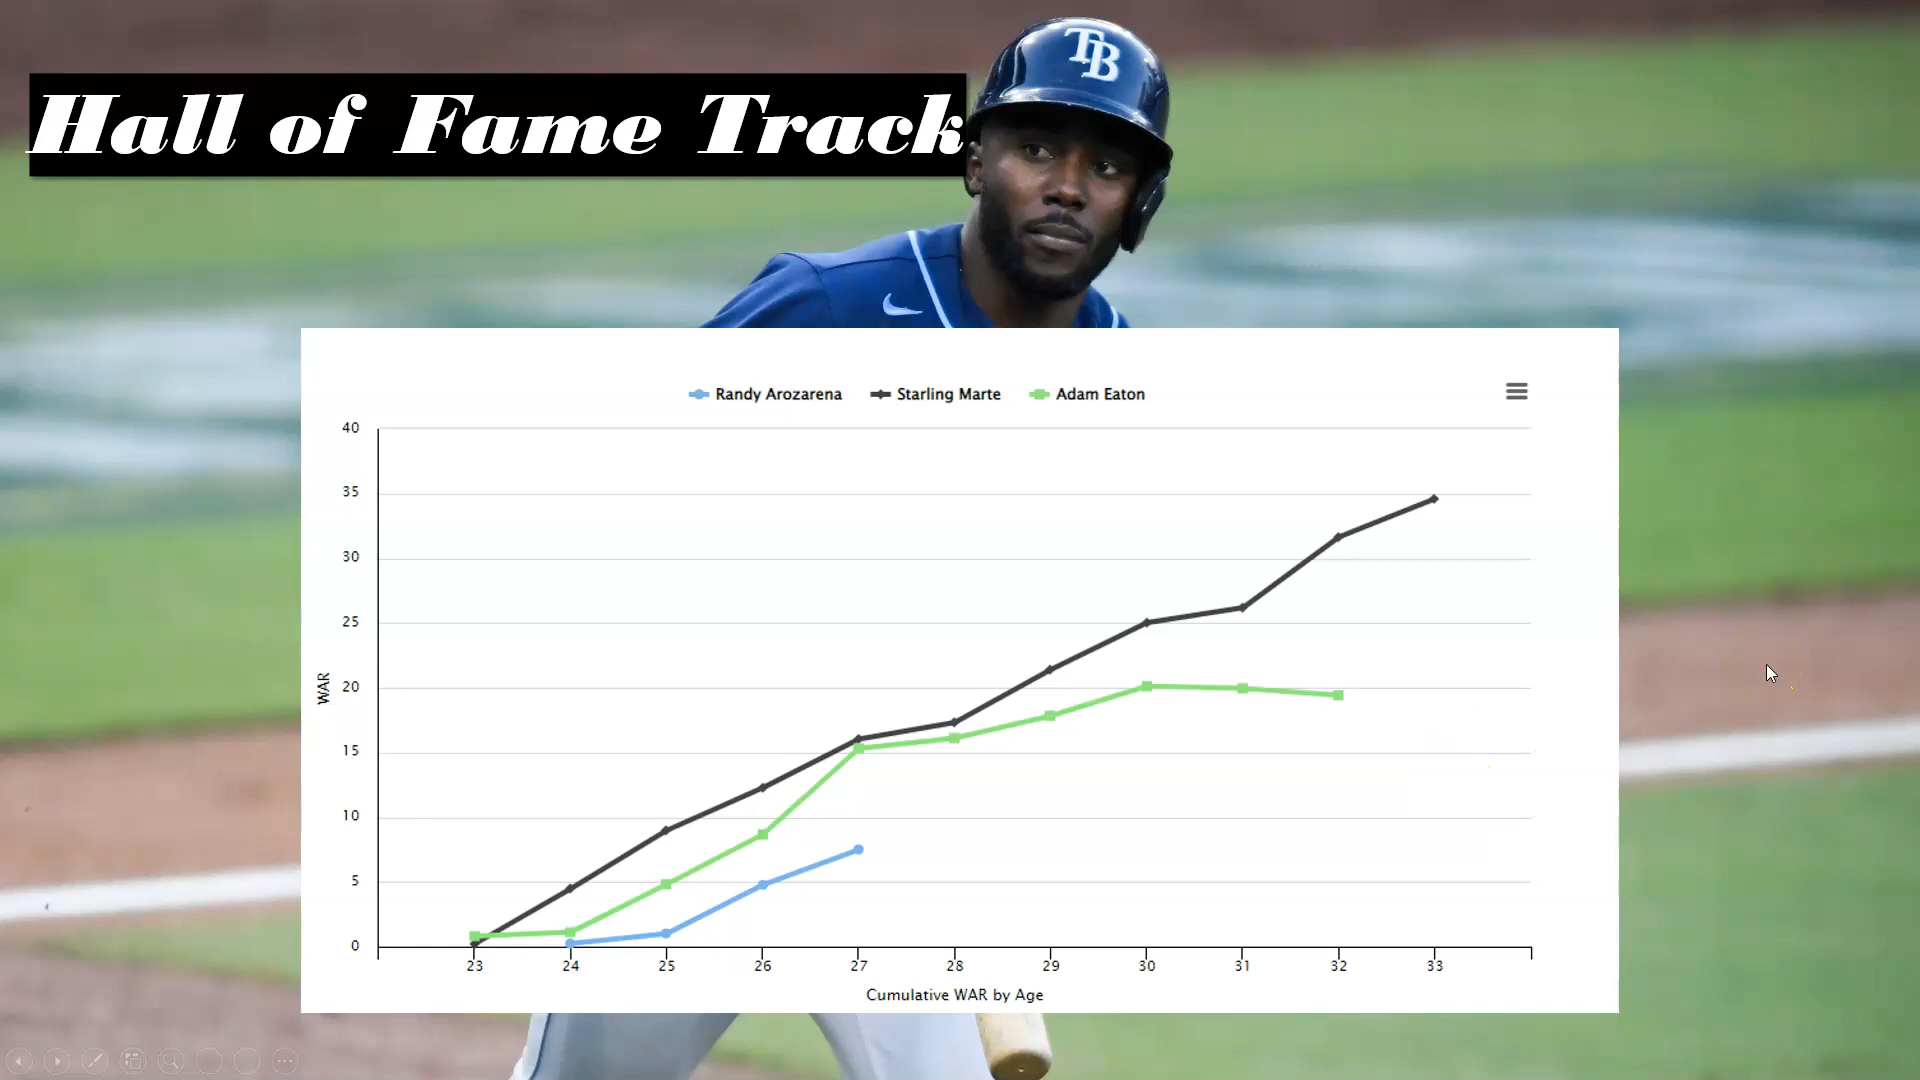 TB
Hall of Fame Track
Randy Arozarena Starling Marte Adam Eaton
40
35
30
25
20
15
10
5
0
WAR
23 24 25 26 27 28 29 30 31 32 33
Cumulative WAR by Age